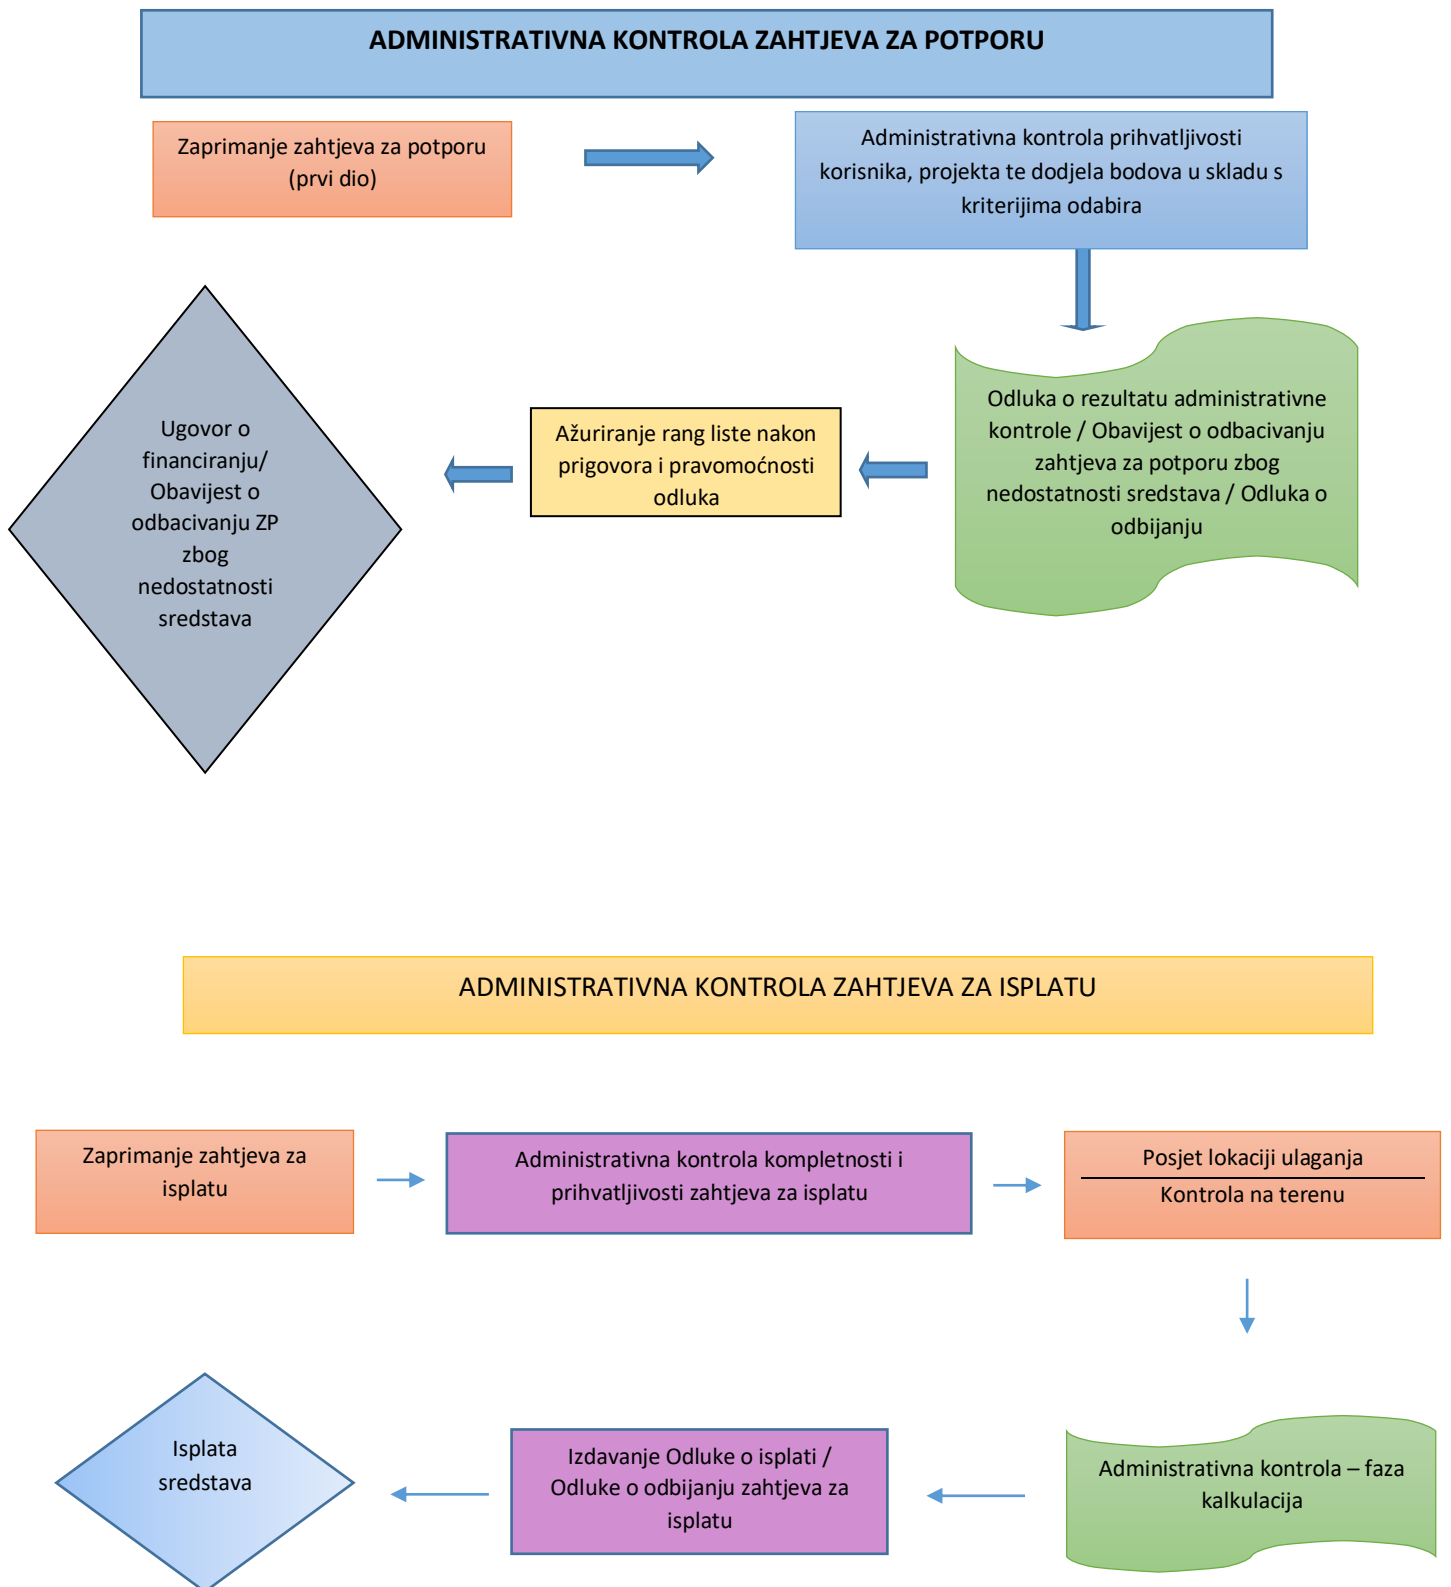 ADMINISTRATIVNA KONTROLA ZAHTJEVA ZA POTPORU
Zaprimanje zahtjeva za potporu
(prvi dio)
Administrativna kontrola prihvatljivosti
korisnika, projekta te dodjela bodova u skladu s
kriterijima odabira
Odluka o rezultatu administrativne
kontrole / Obavijest o odbacivanju
zahtjeva za potporu zbog
nedostatnosti sredstava / Odluka o
odbijanju
Ažuriranje rang liste nakon
prigovora i pravomoćnosti
odluka
Ugovor o
financiranju/
Obavijest o
odbacivanju ZP
zbog
nedostatnosti
sredstava
ADMINISTRATIVNA KONTROLA ZAHTJEVA ZA ISPLATU
Zaprimanje zahtjeva za
isplatu
Administrativna kontrola kompletnosti i
prihvatljivosti zahtjeva za isplatu
Posjet lokaciji ulaganja
Kontrola na terenu
Administrativna kontrola – faza
kalkulacija
Izdavanje Odluke o isplati /
Odluke o odbijanju zahtjeva za
isplatu
Isplata
sredstava